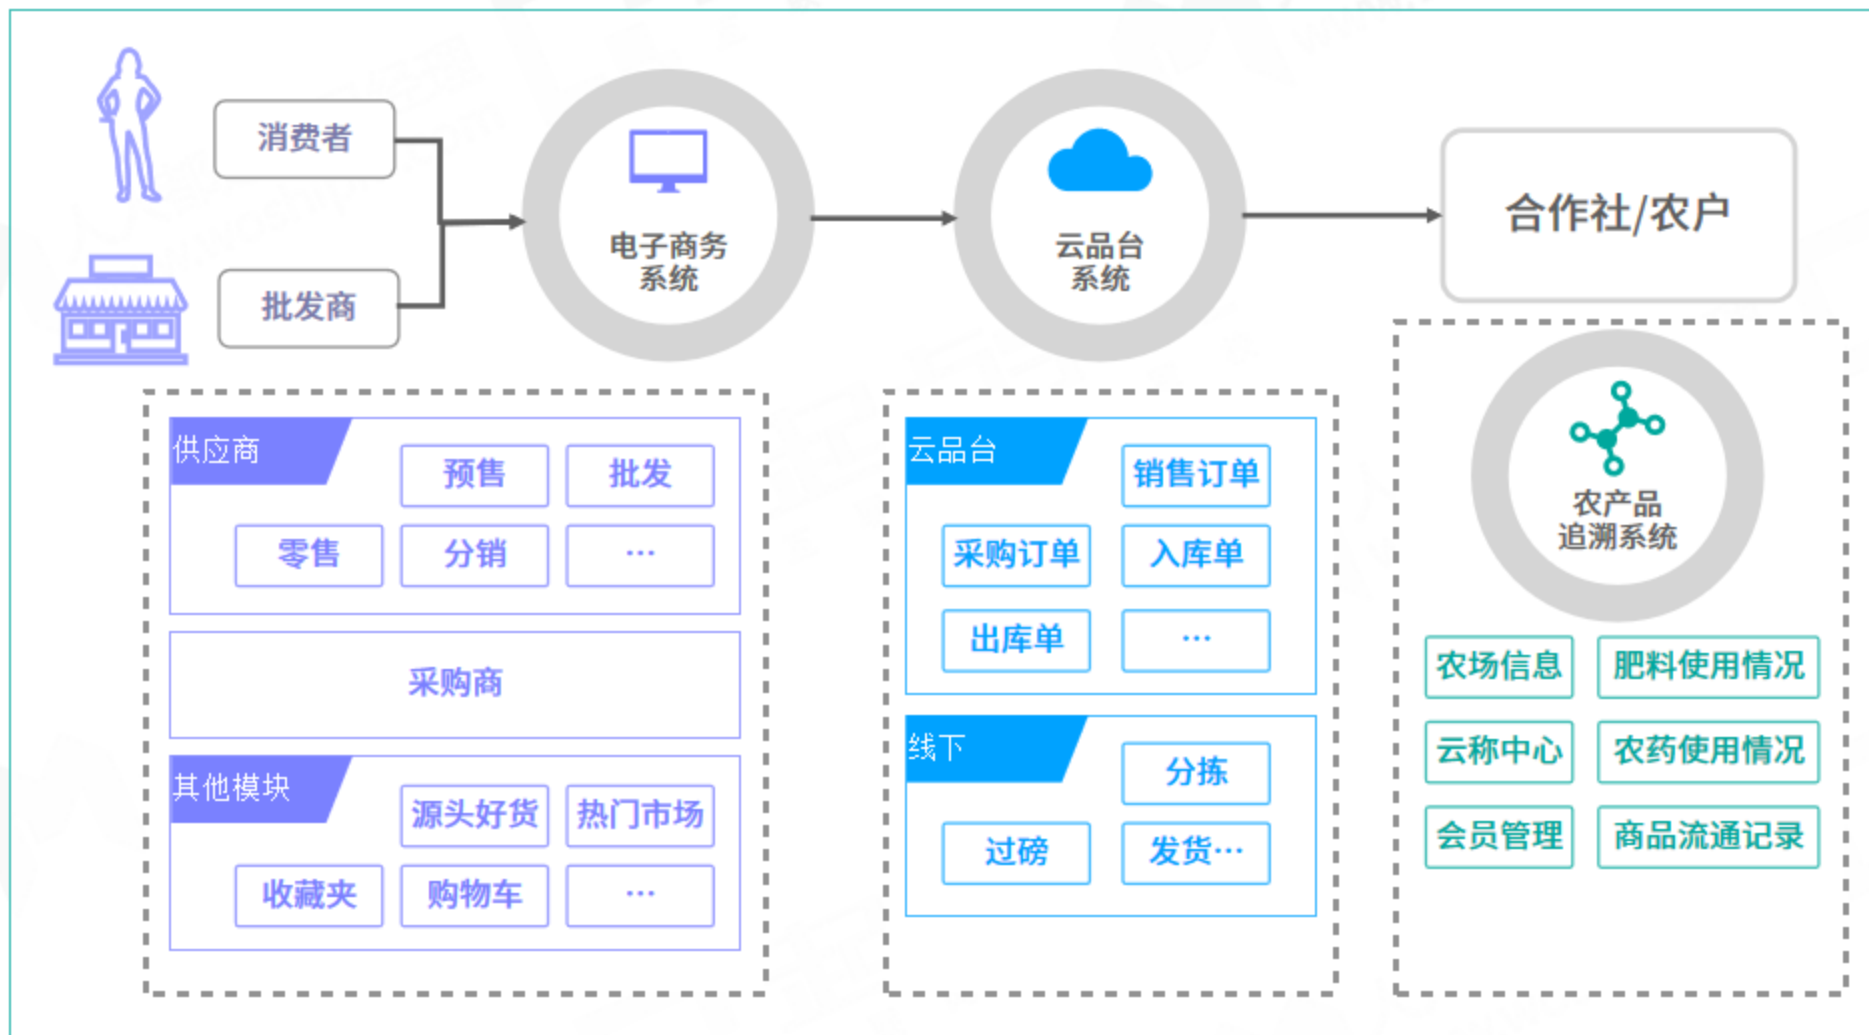 消费者
批发商
电子商务
系统
云品台
系统
合作社/农户
供应商
预售
批发
零售
分销
...
采购商
其他模块
源头好货
热门市场
收藏夹
购物车
...
云品台
销售订单
采购订单
入库单
出库单
...
线下
分拣
过磅
发货...
农产品
追溯系统
农场信息
肥料使用情况
云称中心
农药使用情况
会员管理
商品流通记录